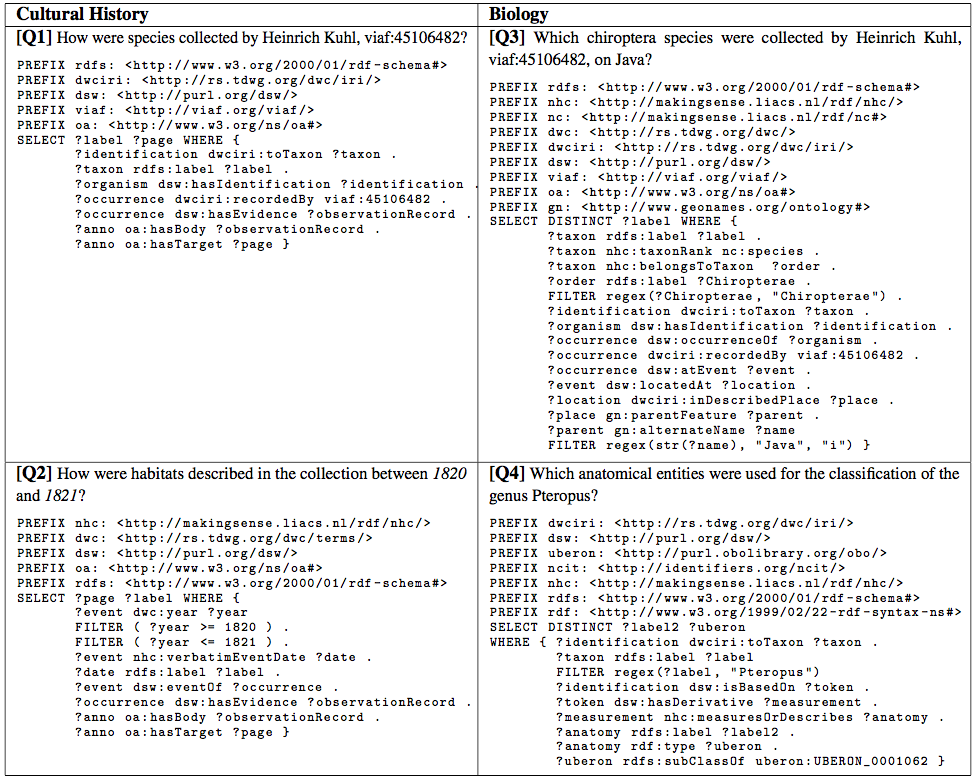 Cultural History
[Q1] How were species collected by Heinrich Kuhl, viaf:45106482?
PREFIX rdfs: <http://www.w3.org/2000/01/rdf-schema#>
PREFIX dwciri: <http://rs.tdwg.org/dwc/iri/>
PREFIX dsw: <http://purl.org/dsw/>
PREFIX viaf: <http://viaf.org/viaf/>
PREFIX oa: <http://www.w3.org/ns/oa#>
SELECT ?label ?page WHERE {
?identification dwciri:toTaxon ?taxon .
?taxon rdfs:label ?label .
?organism dsw:hasIdentification ?identification .
?occurrence dwciri:recordedBy viaf:45106482 .
?occurrence dsw:hasEvidence ?observationRecord .
?anno oa:hasBody ?observationRecord .
?anno oa:hasTarget ?page }
Biology
[Q3] Which chiroptera species were collected by Heinrich Kuhl,
viaf:45106482, on Java?
PREFIX rdfs: <http://www.w3.org/2000/01/rdf-schema#>
PREFIX nhc: <http://makingsense.liacs.nl/rdf/nhc/>
PREFIX nc: <http://makingsense.liacs.nl/rdf/nc#>
PREFIX dwc: <http://rs.tdwg.org/dwc/>
PREFIX dwciri: <http://rs.tdwg.org/dwc/iri/>
PREFIX dsw: <http://purl.org/dsw/>
PREFIX viaf: <http://viaf.org/viaf/>
PREFIX oa: <http://www.w3.org/ns/oa#>
PREFIX gn: <http://www.geonames.org/ontology#>
SELECT DISTINCT ?label WHERE {
?taxon rdfs:label ?label .
?taxon nhc:taxonRank nc:species .
?taxon nhc:belongsToTaxon ?order .
?order rdfs:label ?Chiropterae .
FILTER regex(?Chiropterae, "Chiropterae") .
?identification dwciri:toTaxon ?taxon .
?organism dsw:hasIdentification ?identification .
?occurrence dsw:occurrenceOf ?organism .
?occurrence dwciri:recordedBy viaf:45106482 .
?occurrence dsw:atEvent ?event .
?event dsw:locatedAt ?location .
?location dwciri:inDescribedPlace ?place .
?place gn:parentFeature ?parent .
?parent gn:alternateName ?name
FILTER regex(str(?name), "Java", "i") }
[Q2] How were habitats described in the collection between 1820
and 1821?
PREFIX nhc: <http://makingsense.liacs.nl/rdf/nhc/>
PREFIX dwc: <http://rs.tdwg.org/dwc/terms/>
PREFIX dsw: <http://purl.org/dsw/>
PREFIX oa: <http://www.w3.org/ns/oa#>
PREFIX rdfs: <http://www.w3.org/2000/01/rdf-schema#>
SELECT ?page ?label WHERE {
?event dwc:year ?year
FILTER ( ?year >= 1820 ) .
FILTER ( ?year <= 1821 ) .
?event nhc:verbatimEventDate ?date .
?date rdfs:label ?label .
?event dsw:eventOf ?occurrence .
?occurrence dsw:hasEvidence ?observationRecord .
?anno oa:hasBody ?observationRecord .
?anno oa:hasTarget ?page }
[Q4] Which anatomical entities were used for the classification of the
genus Pteropus?
PREFIX dwciri: <http://rs.tdwg.org/dwc/iri/>
PREFIX dsw: <http://purl.org/dsw/>
PREFIX uberon: <http://purl.obolibrary.org/obo/>
PREFIX ncit: <http://identifiers.org/ncit/>
PREFIX nhc: <http://makingsense.liacs.nl/rdf/nhc/>
PREFIX rdfs: <http://www.w3.org/2000/01/rdf-schema#>
PREFIX rdf: <http://www.w3.org/1999/02/22-rdf-syntax-ns#>
SELECT DISTINCT ?label2 ?uberon
WHERE { ?identification dwciri:toTaxon ?taxon .
?taxon rdfs:label ?label
FILTER regex(?label, "Pteropus")
?identification dsw:isBasedOn ?token .
?token dsw:hasDerivative ?measurement .
?measurement nhc:measuresOrDescribes ?anatomy .
?anatomy rdfs:label ?label2 .
?anatomy rdf:type ?uberon .
?uberon rdfs:subClassOf uberon:UBERON_0001062 }